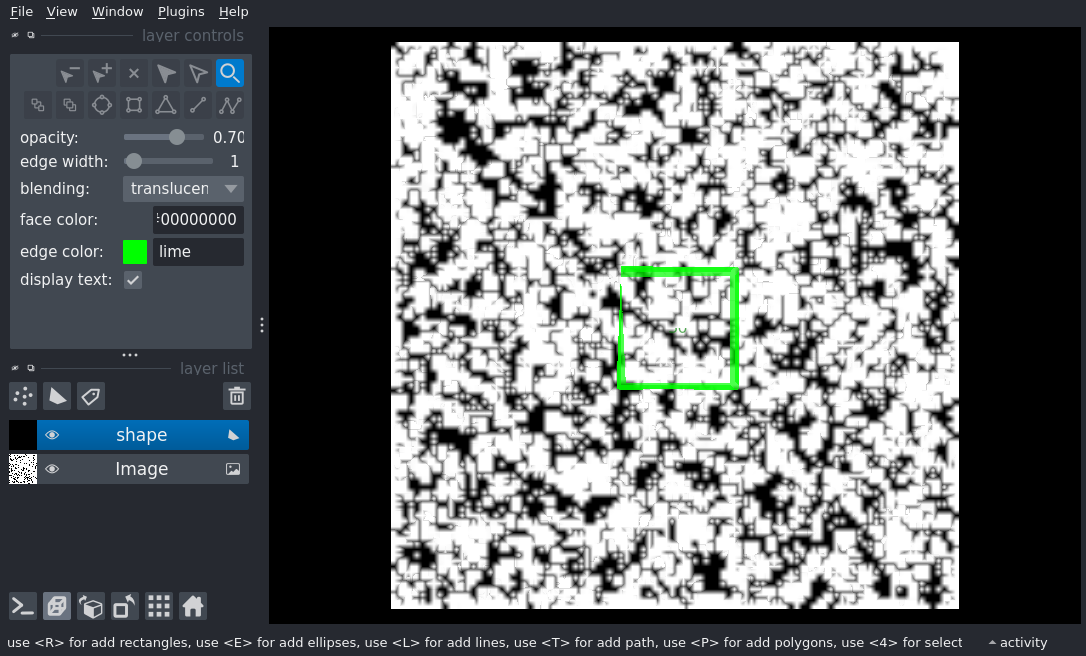 File View Window Plugins Help
layer controls
opacity: 0.70
edge width: 1
blending: translucen
face color: 00000000
edge color: lime
display text:
layer list
shape
Image
use <R> for add rectangles, use <E> for add ellipses, use <L> for add lines, use <T> for add path, use <P> for add polygons, use <4> for select
activity